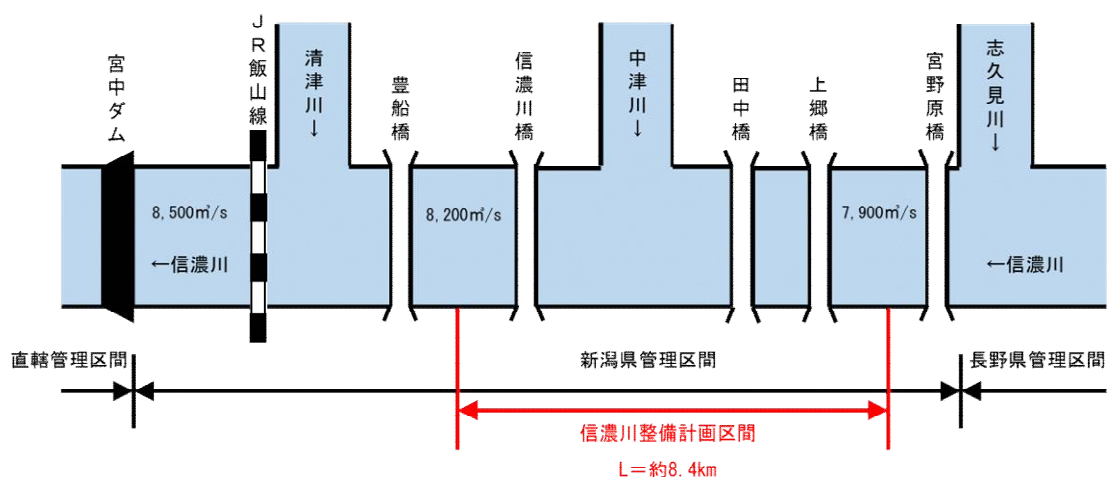 宮中ダム
JR飯山線
清津川↓
豊船橋
信濃川橋
中津川↓
田中橋
上郷橋
宮野原橋
志久見川↓
8,500㎥/s
8,200㎥/s
7,900㎥/s
←信濃川
←信濃川
直轄管理区間
新潟県管理区間
長野県管理区間
信濃川整備計画区間
L=約8.4km